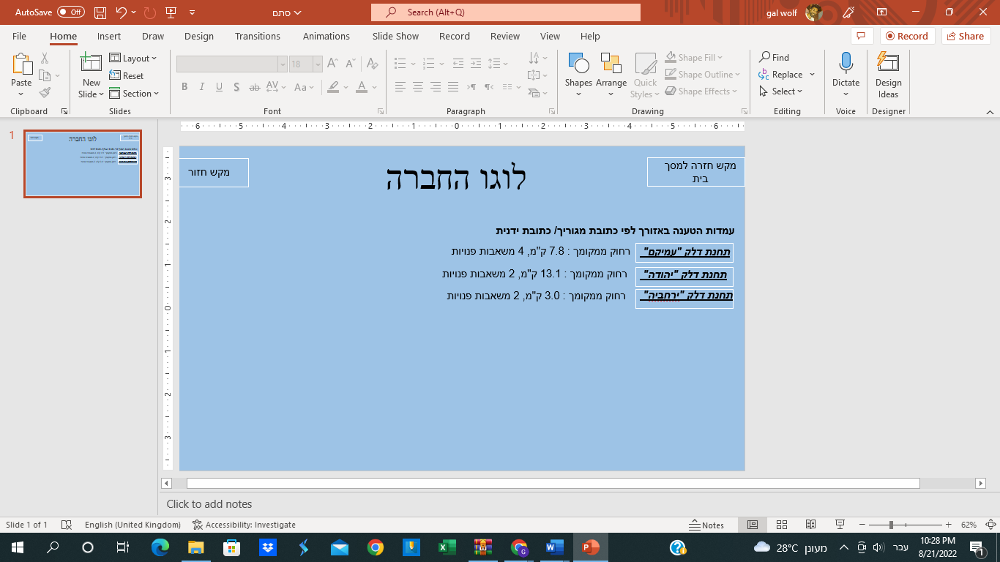 AutoSave Off סתם Search (Alt+Q) gal wolf
File Home Insert Draw Design Transitions Animations Slide Show Record Review View Help Record Share
Paste New Slide Layout Reset Section 18 Shapes Arrange Quick Styles Shape Fill Shape Outline Shape Effects Find Replace Select Dictate Design Ideas
Clipboard Slides Font Paragraph Drawing Editing Voice Designer
1
מקש חזרה למסך בית
לוגו החברה
מקש חזור
עמדות הטענה באזורך לפי כתובת מגוריך/ כתובת ידנית
תחנת דלק "עמיקם" רחוק ממקומך : 7.8 ק"מ, 4 משאבות פנויות
תחנת דלק "יהודה" רחוק ממקומך : 13.1 ק"מ, 2 משאבות פנויות
תחנת דלק "ירחביה" רחוק ממקומך : 3.0 ק"מ, 2 משאבות פנויות
Click to add notes
Slide 1 of 1 English (United Kingdom) Accessibility: Investigate Notes 62%
28°C מעונן עבר 10:28 PM
8/21/2022